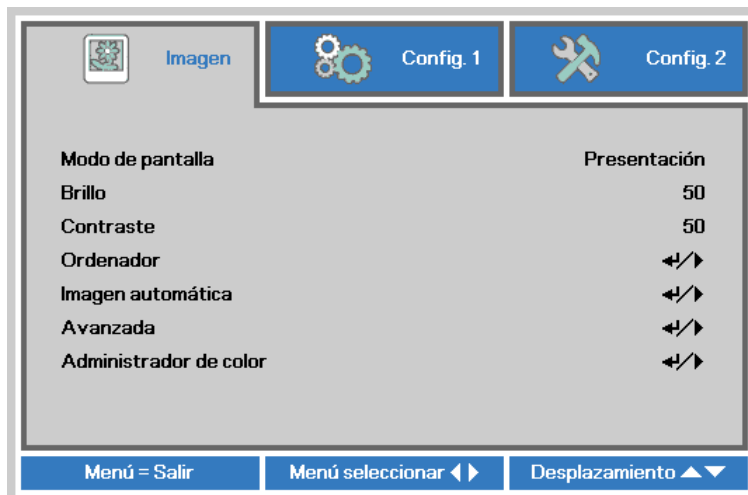 Imagen Config. 1 Config. 2
Modo de pantalla Presentación
Brillo 50
Contraste 50
Ordenador ↵/▶
Imagen automática ↵/▶
Avanzada ↵/▶
Administrador de color ↵/▶
Menú = Salir Menú seleccionar ◀▶ Desplazamiento ▲▼